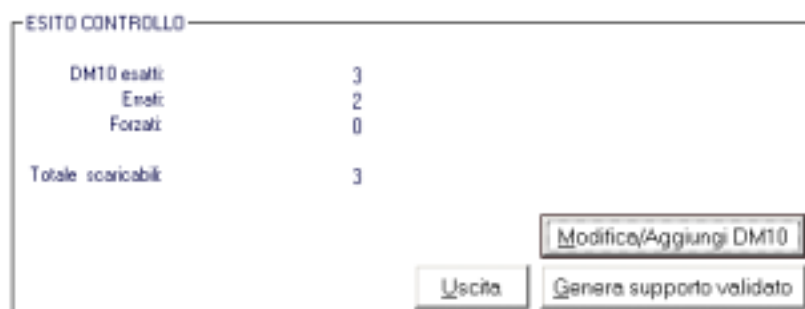 ESITO CONTROLLO
DM10 esatti: 3
Errati: 2
Forzati: 0
Totale scaricabili: 3
Modifica/Aggiungi DM10
Uscita Genera supporto validato